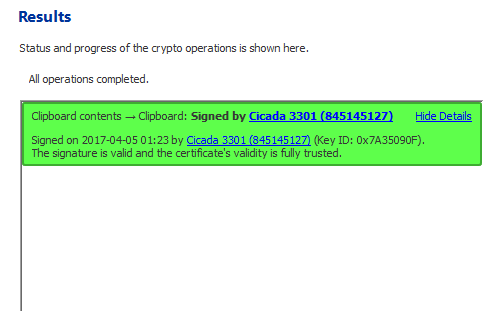 Results
Status and progress of the crypto operations is shown here.
All operations completed.
Clipboard contents → Clipboard: Signed by Cicada 3301 (845145127) Hide Details
Signed on 2017-04-05 01:23 by Cicada 3301 (845145127) (Key ID: 0x7A35090F).
The signature is valid and the certificate's validity is fully trusted.